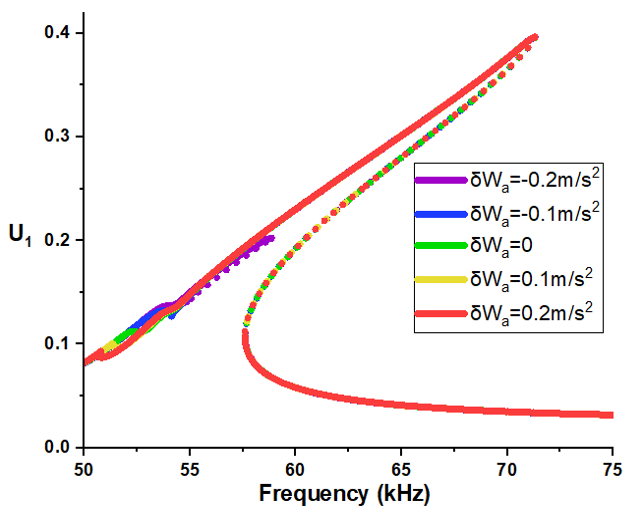 0.4
0.3
0.2
0.1
0.0
U1
50
55
60
65
70
75
Frequency (kHz)
δWa=-0.2m/s2
δWa=-0.1m/s2
δWa=0
δWa=0.1m/s2
δWa=0.2m/s2